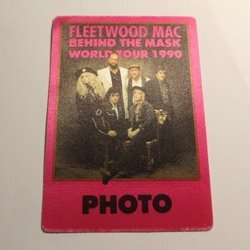 FLEETWOOD MAC
BEHIND THE MASK
WORLD TOUR 1990
PHOTO